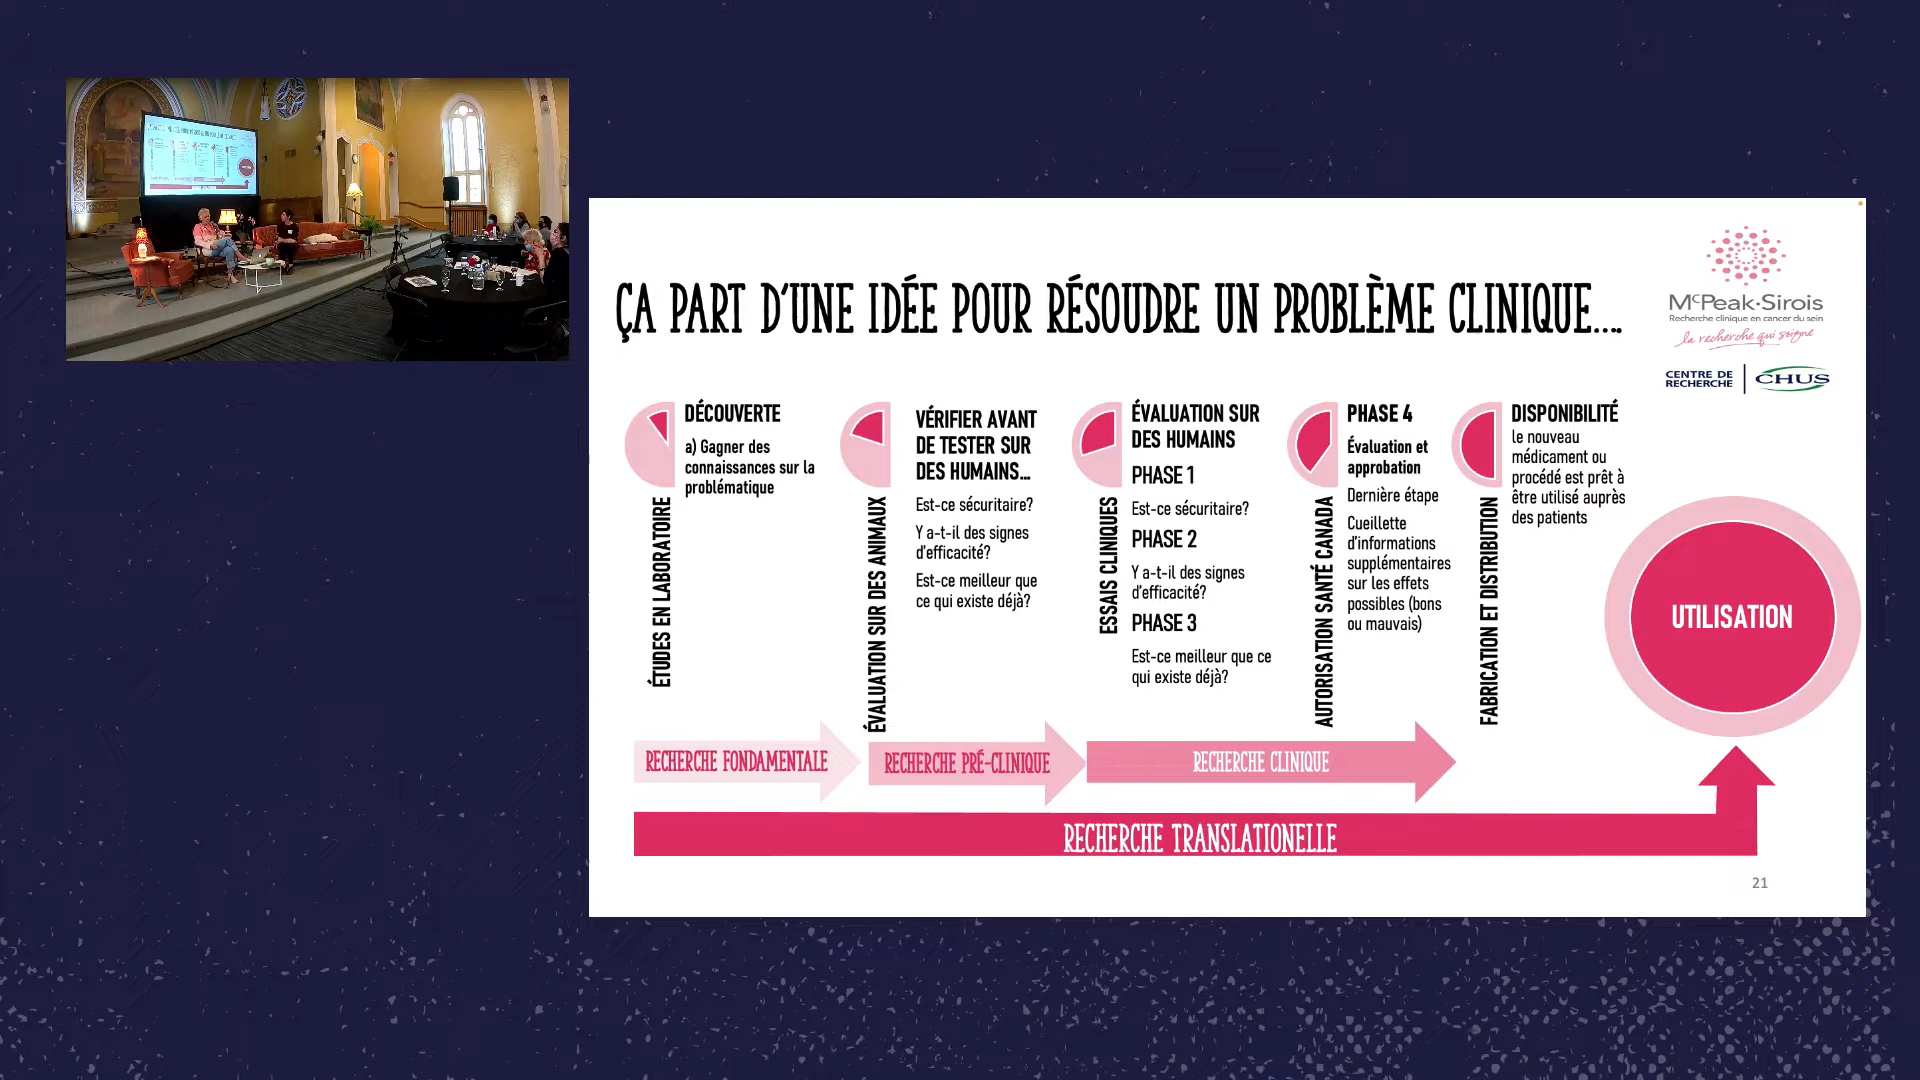 ÇA PART D'UNE IDÉE POUR RÉSOUDRE UN PROBLÈME CLINIQUE....
McPeak·Sirois
Recherche clinique en cancer du sein
la recherche qui soigne
CENTRE DE
RECHERCHE
CHUS
ÉTUDES EN LABORATOIRE
DÉCOUVERTE
a) Gagner des
connaissances sur la
problématique
ÉVALUATION SUR DES ANIMAUX
VÉRIFIER AVANT
DE TESTER SUR
DES HUMAINS...
Est-ce sécuritaire?
Y a-t-il des signes
d'efficacité?
Est-ce meilleur que
ce qui existe déjà?
ESSAIS CLINIQUES
ÉVALUATION SUR
DES HUMAINS
PHASE 1
Est-ce sécuritaire?
PHASE 2
Y a-t-il des signes
d'efficacité?
PHASE 3
Est-ce meilleur que ce
qui existe déjà?
AUTORISATION SANTÉ CANADA
PHASE 4
Évaluation et
approbation
Dernière étape
Cueillette
d'informations
supplémentaires
sur les effets
possibles (bons
ou mauvais)
FABRICATION ET DISTRIBUTION
DISPONIBILITÉ
le nouveau
médicament ou
procédé est prêt à
être utilisé auprès
des patients
UTILISATION
RECHERCHE FONDAMENTALE
RECHERCHE PRÉ-CLINIQUE
RECHERCHE CLINIQUE
RECHERCHE TRANSLATIONELLE
21